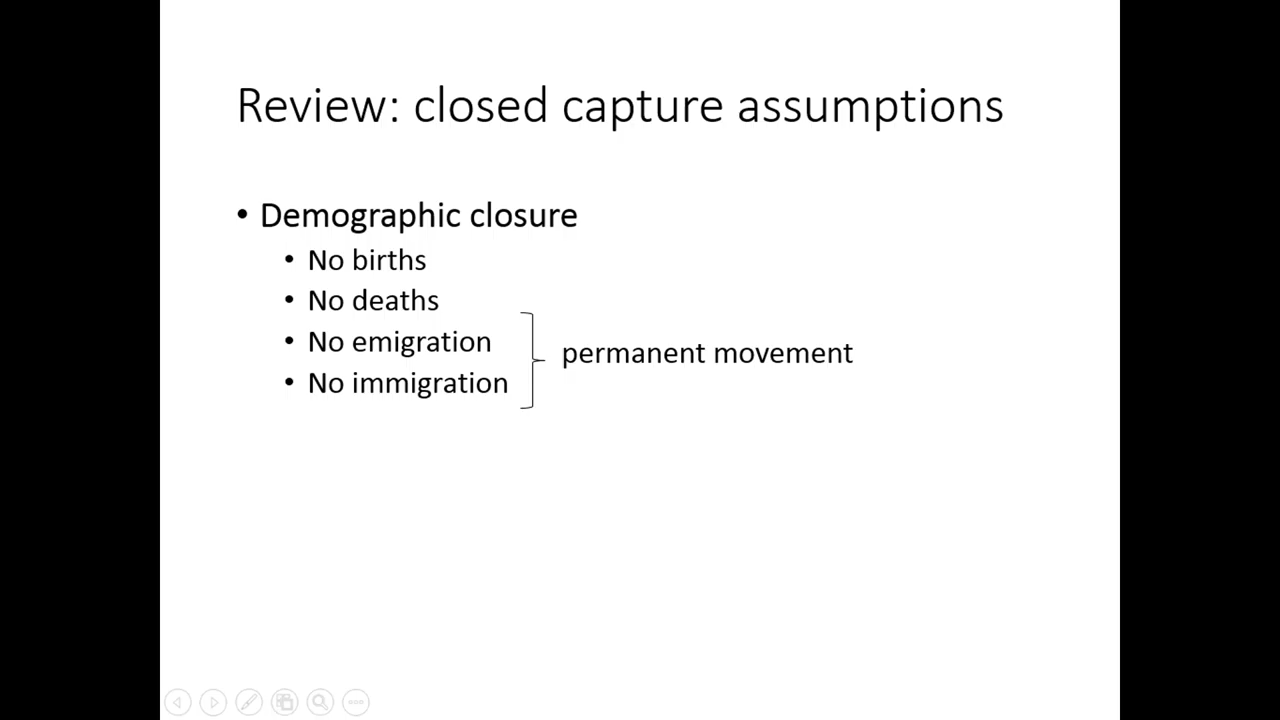 Review: closed capture assumptions
• Demographic closure
• No births
• No deaths
• No emigration
• No immigration
permanent movement